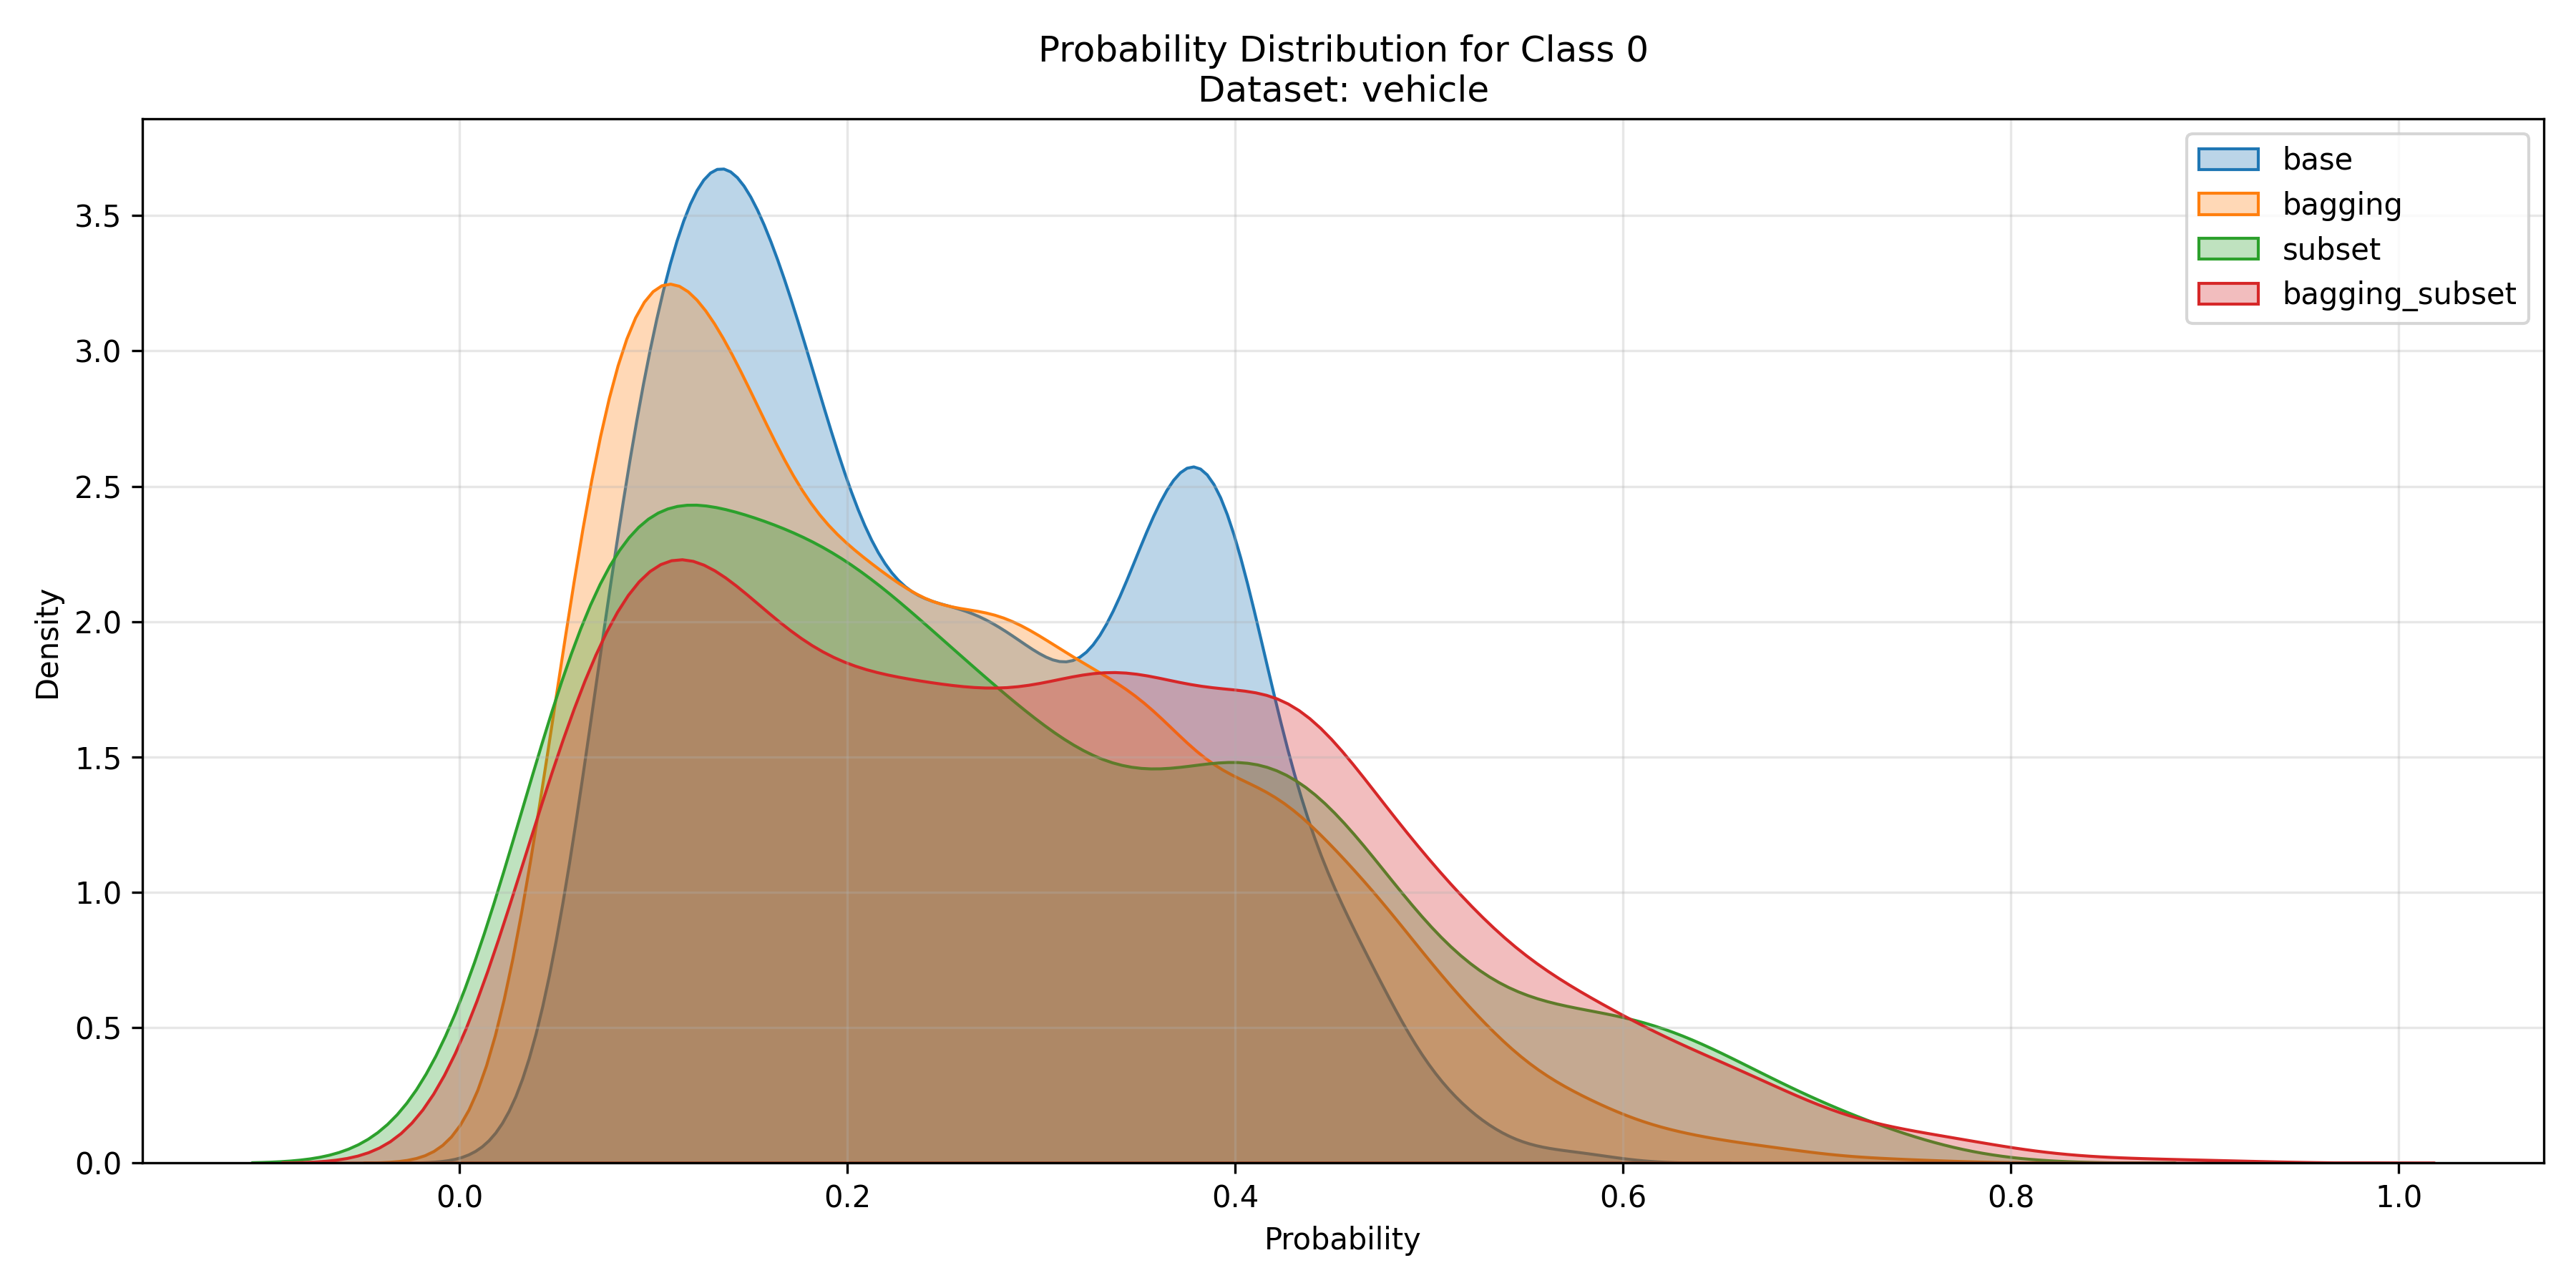 Probability Distribution for Class 0
Dataset: vehicle
base
bagging
subset
bagging_subset
Density
3.5
3.0
2.5
2.0
1.5
1.0
0.5
0.0
0.0 0.2 0.4 0.6 0.8 1.0
Probability